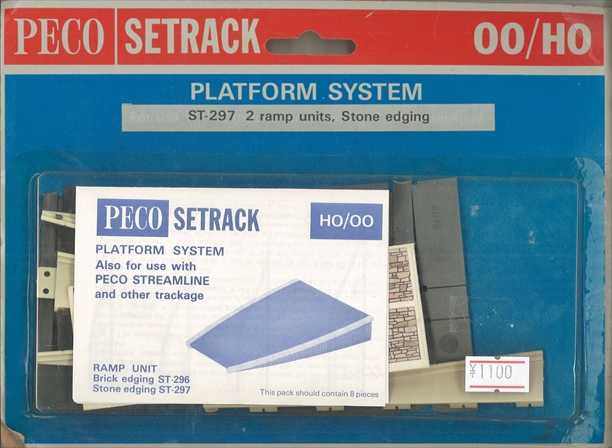 PECO SETRACK OO/HO
PLATFORM SYSTEM
ST-297 2 ramp units, Stone edging
PECO SETRACK HO/OO
PLATFORM SYSTEM
Also for use with
PECO STREAMLINE
and other trackage
RAMP UNIT
Brick edging ST-296
Stone edging ST-297
This pack should contain 8 pieces
¥1100